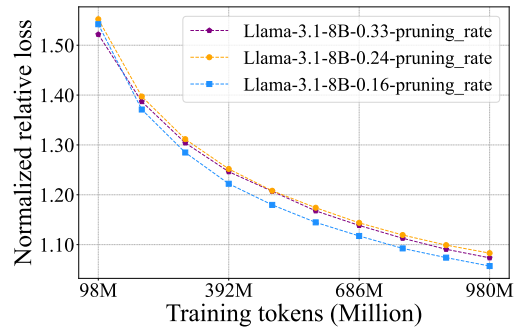 Normalized relative loss
1.50
1.40
1.30
1.20
1.10
Llama-3.1-8B-0.33-pruning_rate
Llama-3.1-8B-0.24-pruning_rate
Llama-3.1-8B-0.16-pruning_rate
98M 392M 686M 980M
Training tokens (Million)